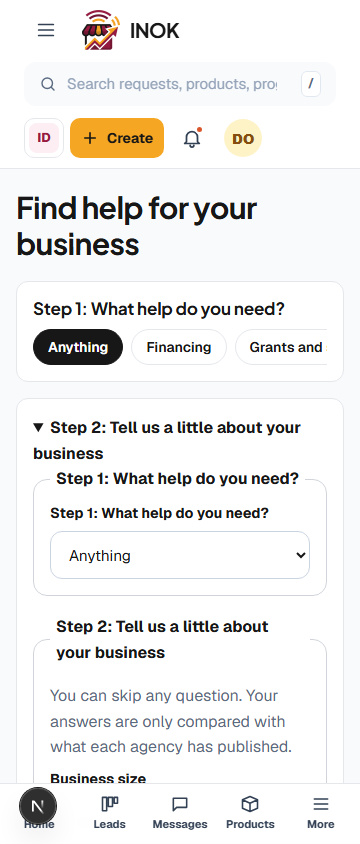 INOK
Search requests, products, prog
/
ID
+ Create
DO
Find help for your
business
Step 1: What help do you need?
Anything
Financing
Grants and
▼ Step 2: Tell us a little about your
business
Step 1: What help do you need?
Step 1: What help do you need?
Anything
Step 2: Tell us a little about
your business
You can skip any question. Your
answers are only compared with
what each agency has published.
Business size
N
Home
Leads
Messages
Products
More